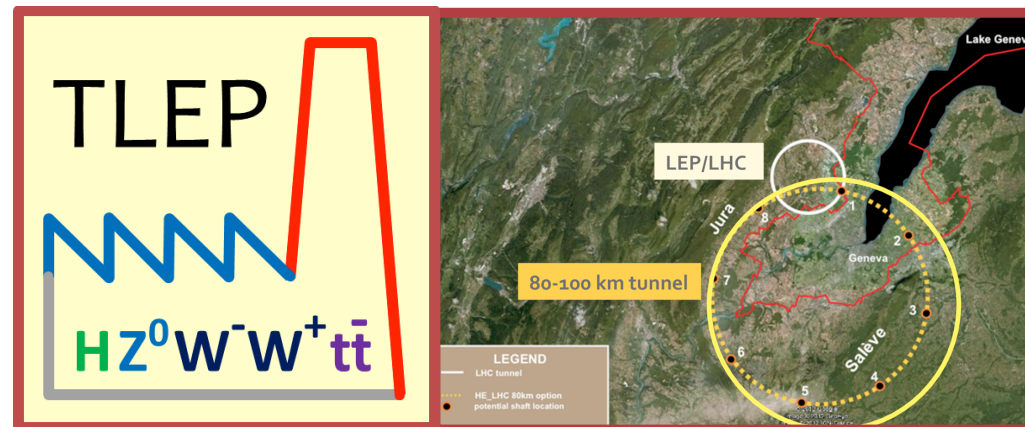 TLEP
H Z⁰ W⁻ W⁺ tt̄
Lake Genev
LEP/LHC
Jura
Geneva
80-100 km tunnel
Salève
1
2
3
4
5
6
7
8
LEGEND
LHC tunnel
HE_LHC 80km option
potential shaft location